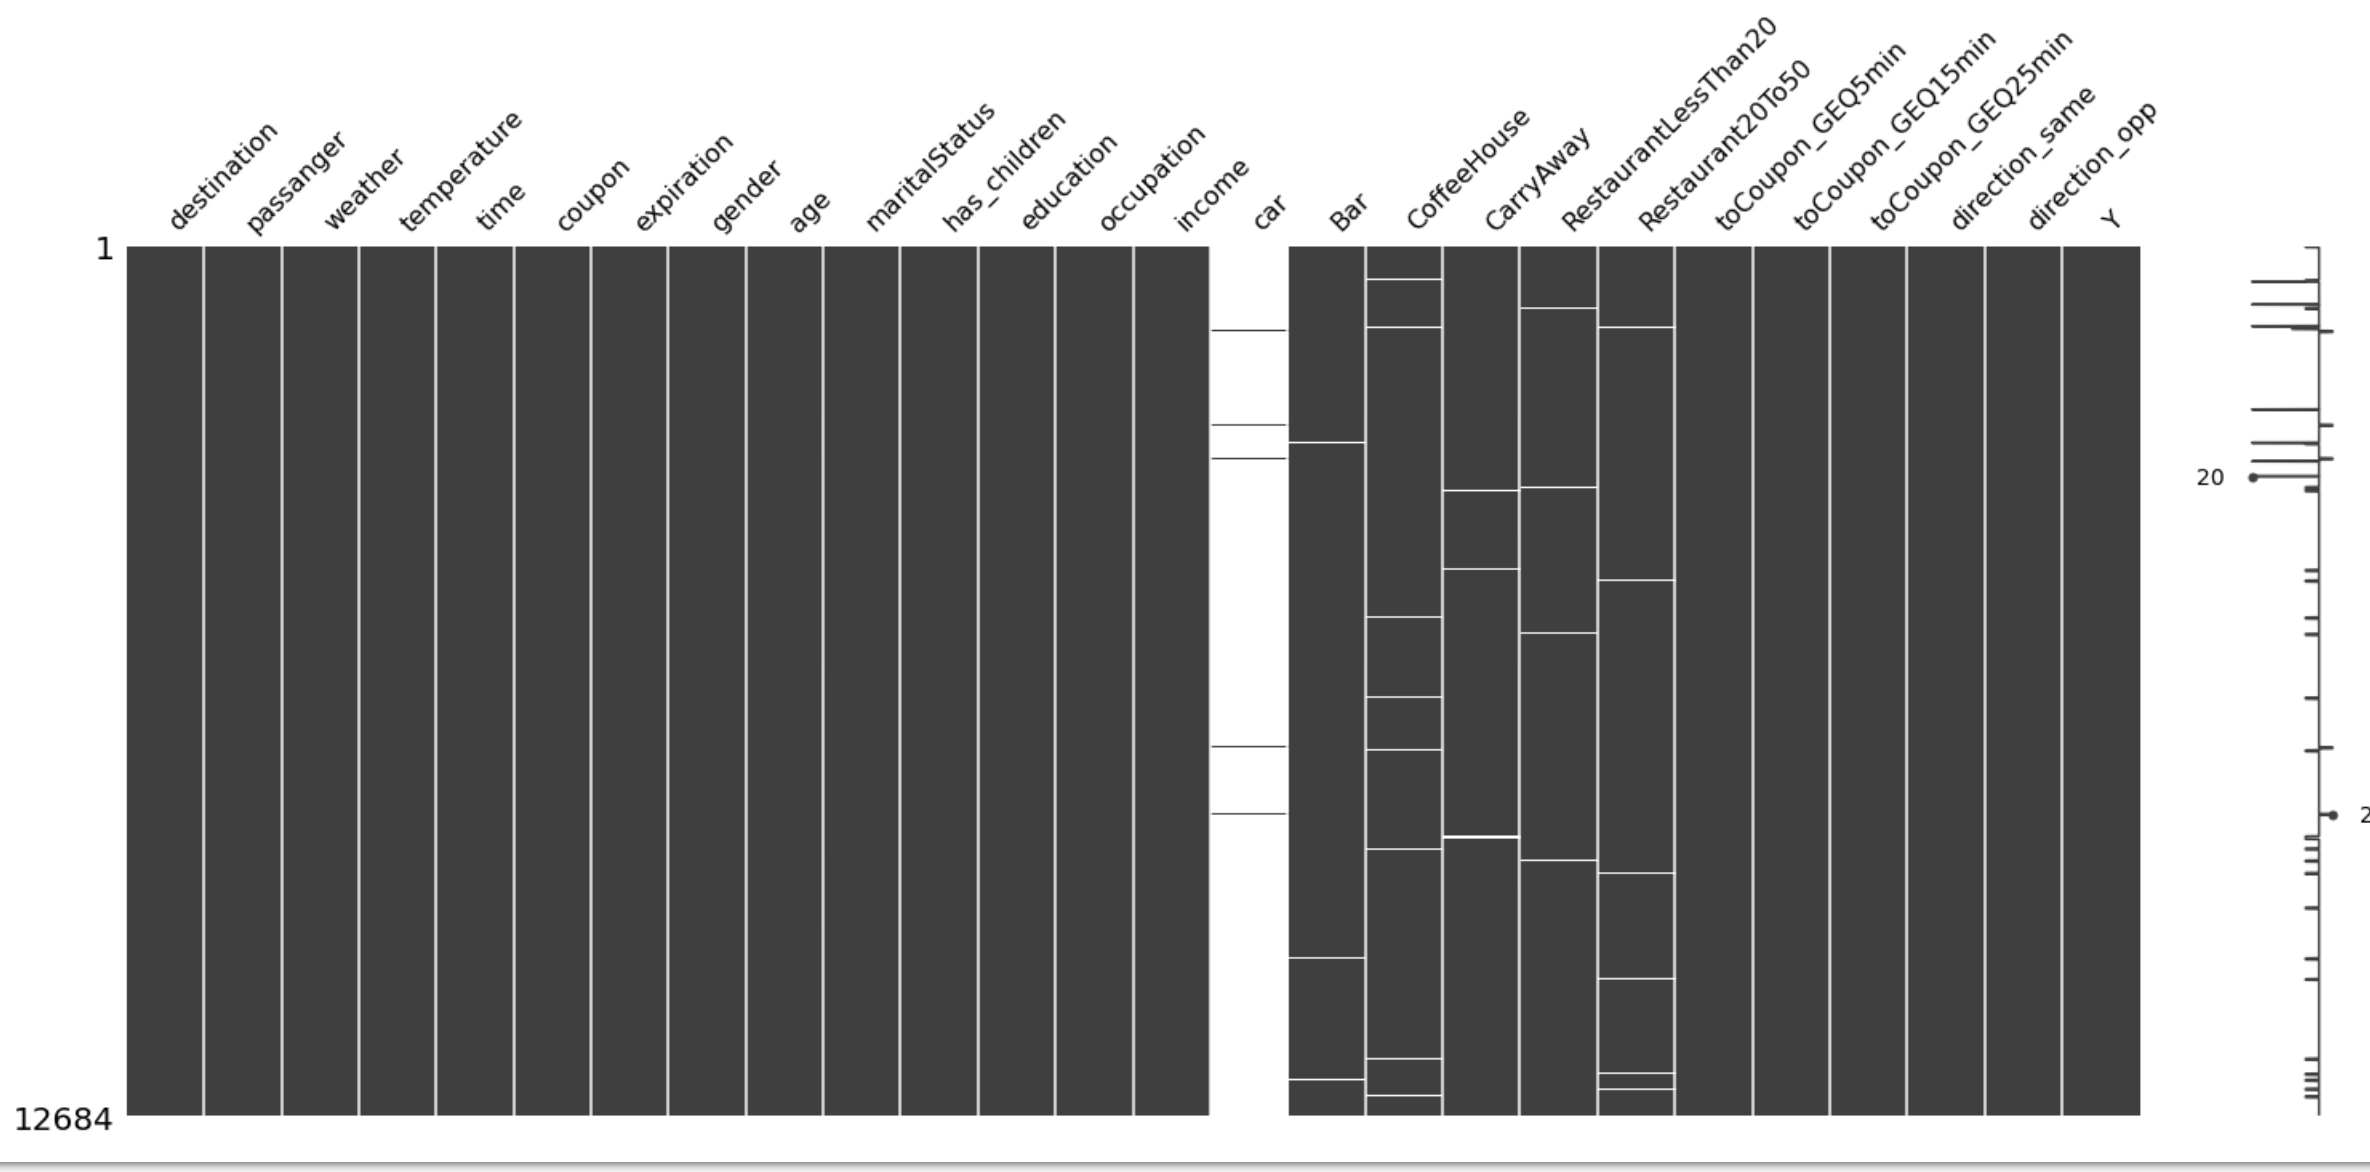 destination
passanger
weather
temperature
time
coupon
expiration
gender
age
maritalStatus
has_children
education
occupation
income
car
Bar
CoffeeHouse
CarryAway
RestaurantLessThan20
Restaurant20To50
toCoupon_GEQ5min
toCoupon_GEQ15min
toCoupon_GEQ25min
direction_same
direction_opp
Y
1
20
12684